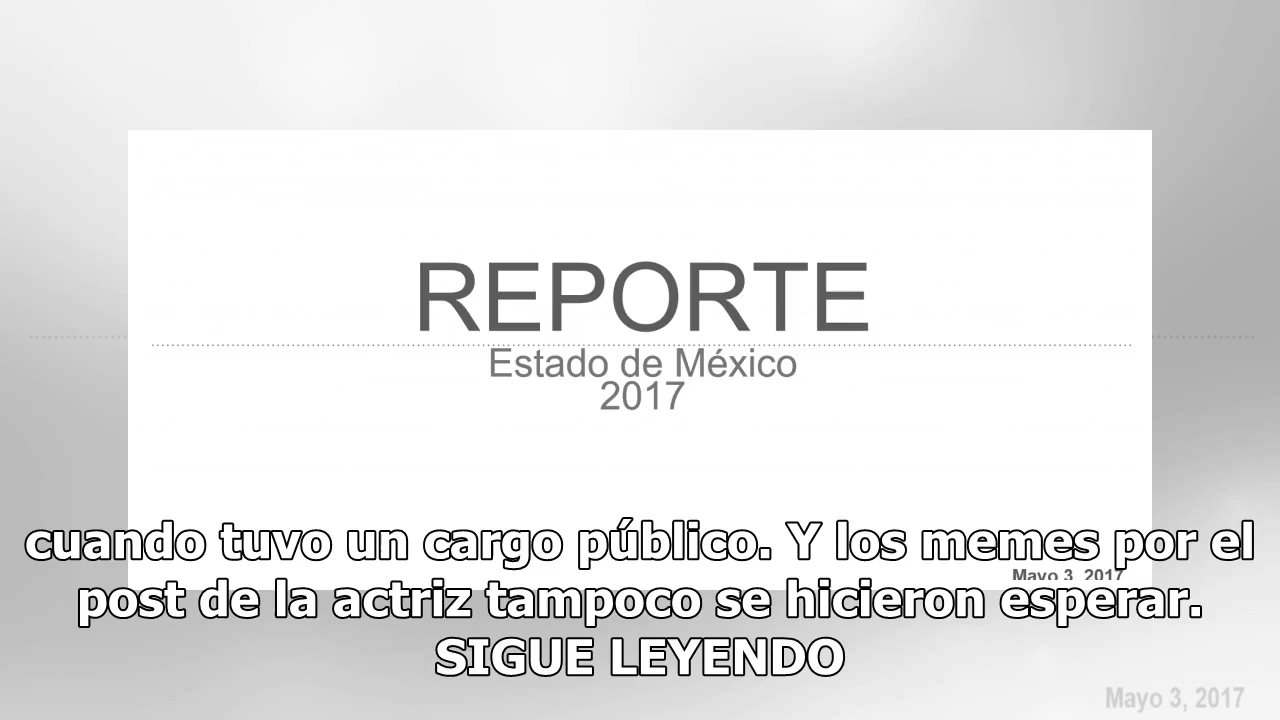 REPORTE
Estado de México
2017
cuando tuvo un cargo público. Y los memes por el
Mayo 3, 2017
post de la actriz tampoco se hicieron esperar.
SIGUE LEYENDO
Mayo 3, 2017